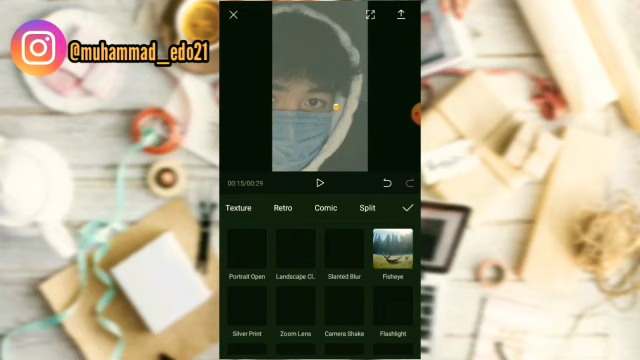 @muhammad_edo21
00:15/00:29
Texture Retro Comic Split
Portrait Open Landscape Cl. Slanted Blur Fisheye
Silver Print Zoom Lens Camera Shake Flashlight